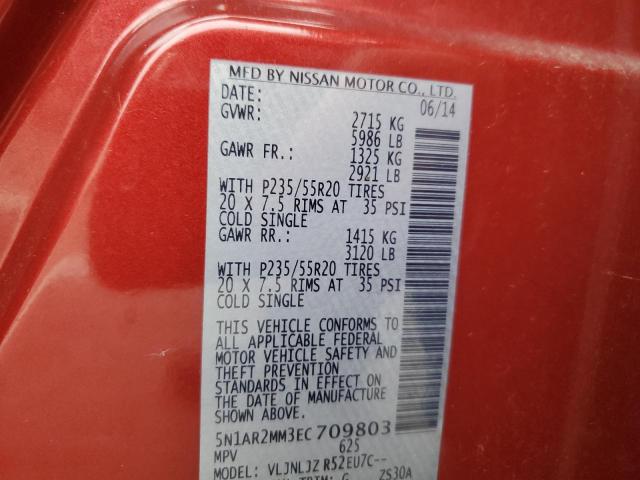 MFD BY NISSAN MOTOR CO., LTD.
DATE: 06/14
GVWR: 2715 KG
5986 LB
GAWR FR.: 1325 KG
2921 LB
WITH P235/55R20 TIRES
20 X 7.5 RIMS AT 35 PSI
COLD SINGLE
GAWR RR.: 1415 KG
3120 LB
WITH P235/55R20 TIRES
20 X 7.5 RIMS AT 35 PSI
COLD SINGLE
THIS VEHICLE CONFORMS TO
ALL APPLICABLE FEDERAL
MOTOR VEHICLE SAFETY AND
THEFT PREVENTION
STANDARDS IN EFFECT ON
THE DATE OF MANUFACTURE
SHOWN ABOVE.
5N1AR2MM3EC709803
MPV 625
MODEL: VLJNLJZ R52EU7C--
TRIM: G ZS30A